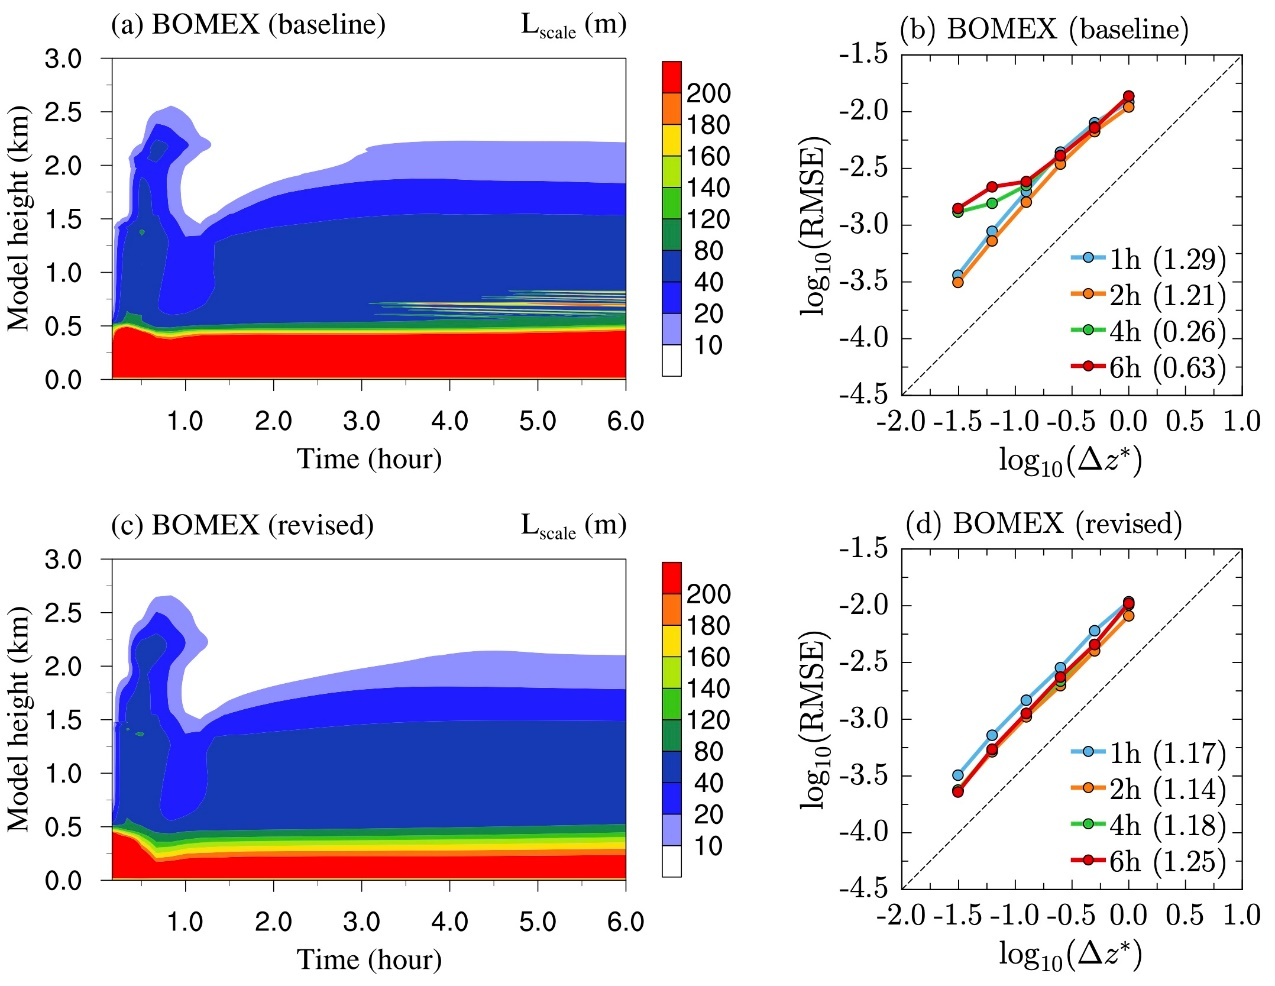 (a) BOMEX (baseline) Lscale (m)
3.0
2.5
2.0
1.5
1.0
0.5
0.0
Model height (km)
1.0 2.0 3.0 4.0 5.0 6.0
Time (hour)
200
180
160
140
120
80
40
20
10
(b) BOMEX (baseline)
-1.5
-2.0
-2.5
-3.0
-3.5
-4.0
-4.5
log10(RMSE)
1h (1.29)
2h (1.21)
4h (0.26)
6h (0.63)
-2.0 -1.5 -1.0 -0.5 0.0 0.5 1.0
log10(Δz*)
(c) BOMEX (revised) Lscale (m)
3.0
2.5
2.0
1.5
1.0
0.5
0.0
Model height (km)
1.0 2.0 3.0 4.0 5.0 6.0
Time (hour)
200
180
160
140
120
80
40
20
10
(d) BOMEX (revised)
-1.5
-2.0
-2.5
-3.0
-3.5
-4.0
-4.5
log10(RMSE)
1h (1.17)
2h (1.14)
4h (1.18)
6h (1.25)
-2.0 -1.5 -1.0 -0.5 0.0 0.5 1.0
log10(Δz*)